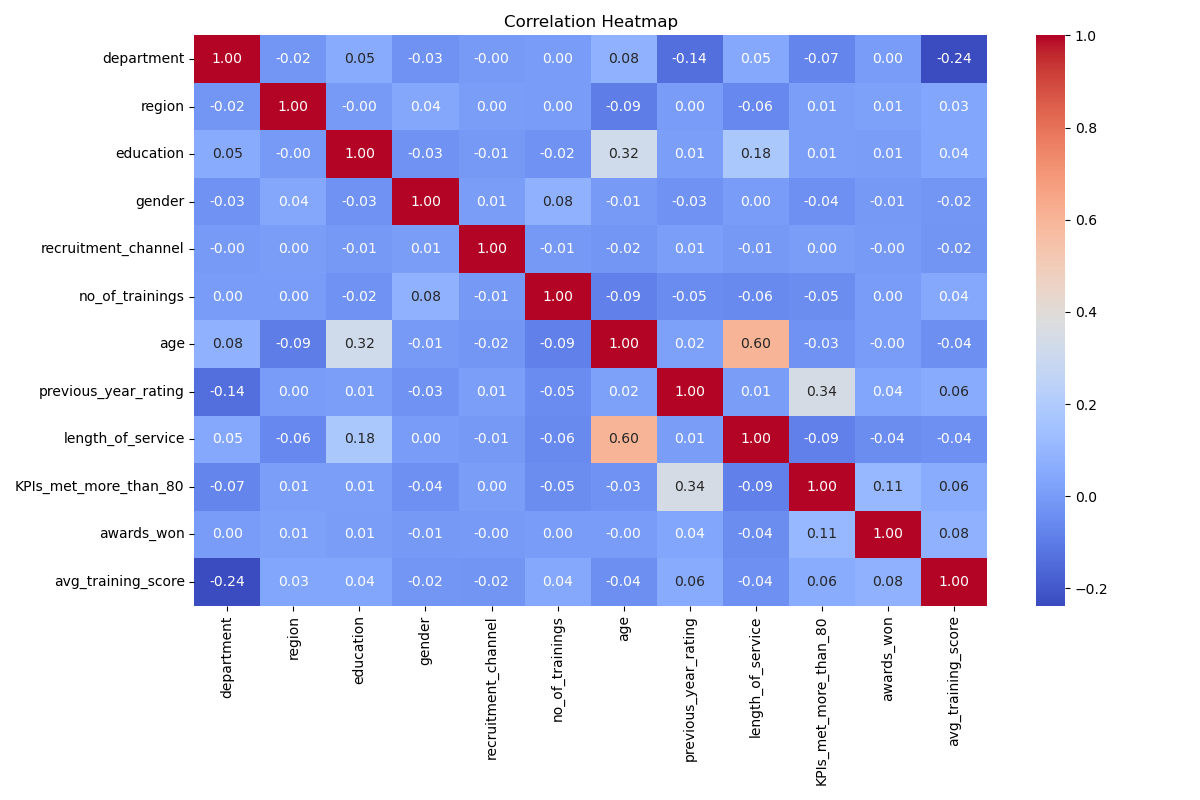 Correlation Heatmap
department 1.00 -0.02 0.05 -0.03 -0.00 0.00 0.08 -0.14 0.05 -0.07 0.00 -0.24
region -0.02 1.00 -0.00 0.04 0.00 0.00 -0.09 0.00 -0.06 0.01 0.01 0.03
education 0.05 -0.00 1.00 -0.03 -0.01 -0.02 0.32 0.01 0.18 0.01 0.01 0.04
gender -0.03 0.04 -0.03 1.00 0.01 0.08 -0.01 -0.03 0.00 -0.04 -0.01 -0.02
recruitment_channel -0.00 0.00 -0.01 0.01 1.00 -0.01 -0.02 0.01 -0.01 0.00 -0.00 -0.02
no_of_trainings 0.00 0.00 -0.02 0.08 -0.01 1.00 -0.09 -0.05 -0.06 -0.05 0.00 0.04
age 0.08 -0.09 0.32 -0.01 -0.02 -0.09 1.00 0.02 0.60 -0.03 -0.00 -0.04
previous_year_rating -0.14 0.00 0.01 -0.03 0.01 -0.05 0.02 1.00 0.01 0.34 0.04 0.06
length_of_service 0.05 -0.06 0.18 0.00 -0.01 -0.06 0.60 0.01 1.00 -0.09 -0.04 -0.04
KPIs_met_more_than_80 -0.07 0.01 0.01 -0.04 0.00 -0.05 -0.03 0.34 -0.09 1.00 0.11 0.06
awards_won 0.00 0.01 0.01 -0.01 -0.00 0.00 -0.00 0.04 -0.04 0.11 1.00 0.08
avg_training_score -0.24 0.03 0.04 -0.02 -0.02 0.04 -0.04 0.06 -0.04 0.06 0.08 1.00
department
region
education
gender
recruitment_channel
no_of_trainings
age
previous_year_rating
length_of_service
KPIs_met_more_than_80
awards_won
avg_training_score
1.0
0.8
0.6
0.4
0.2
0.0
−0.2